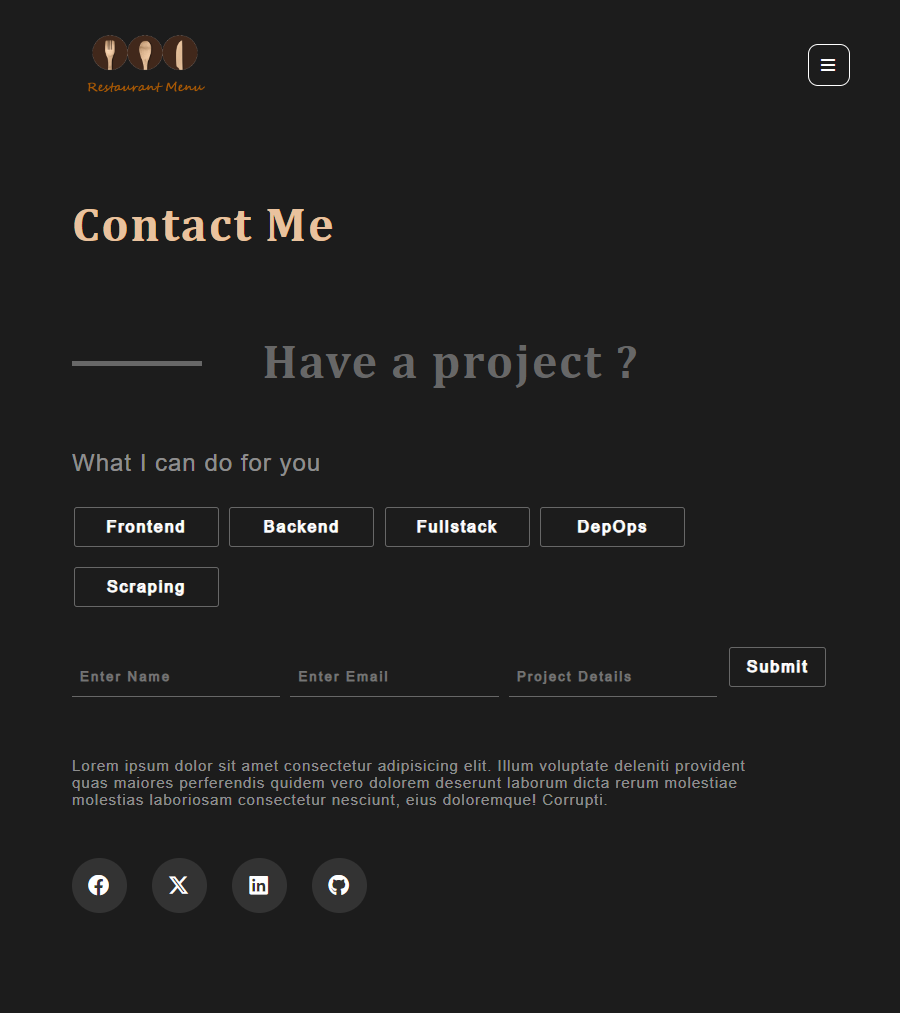 Restaurant Menu
Contact Me
Have a project ?
What I can do for you
Frontend Backend Fullstack DepOps
Scraping
Enter Name Enter Email Project Details Submit
Lorem ipsum dolor sit amet consectetur adipisicing elit. Illum voluptate deleniti provident
quas maiores perferendis quidem vero dolorem deserunt laborum dicta rerum molestiae
molestias laboriosam consectetur nesciunt, eius doloremque! Corrupti.